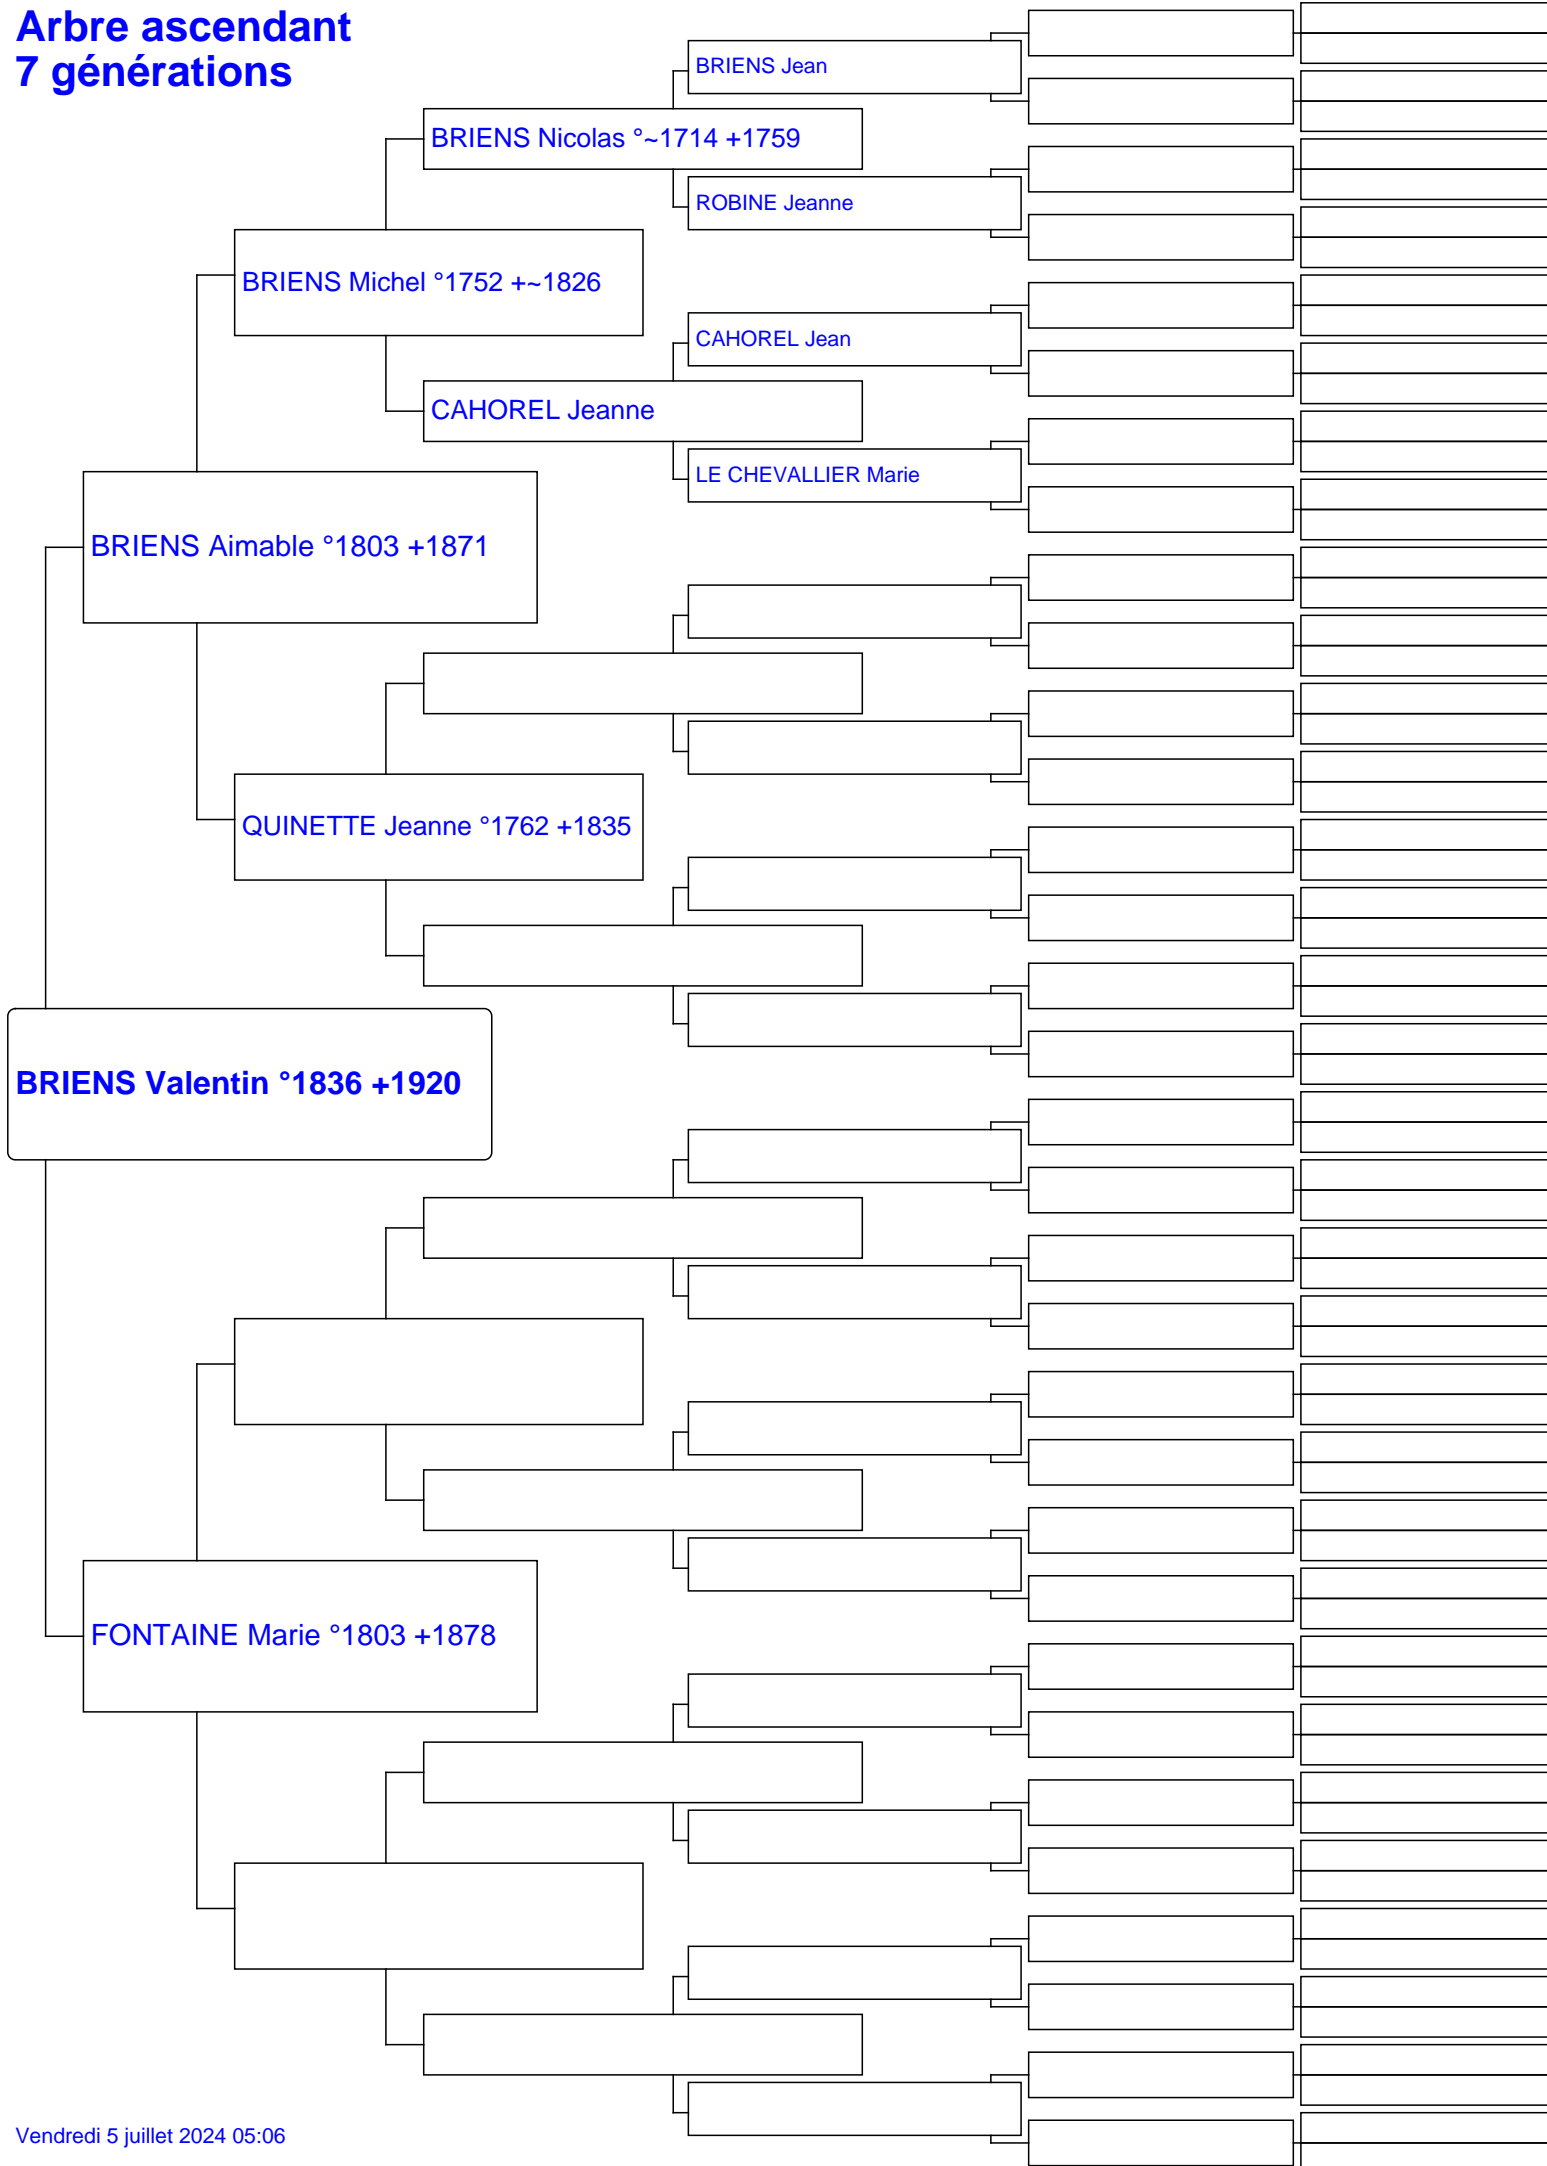 Arbre ascendant
7 générations
BRIENS Jean
BRIENS Nicolas °~1714 +1759
ROBINE Jeanne
BRIENS Michel °1752 +~1826
CAHOREL Jean
CAHOREL Jeanne
LE CHEVALLIER Marie
BRIENS Aimable °1803 +1871
QUINETTE Jeanne °1762 +1835
BRIENS Valentin °1836 +1920
FONTAINE Marie °1803 +1878
Vendredi 5 juillet 2024 05:06